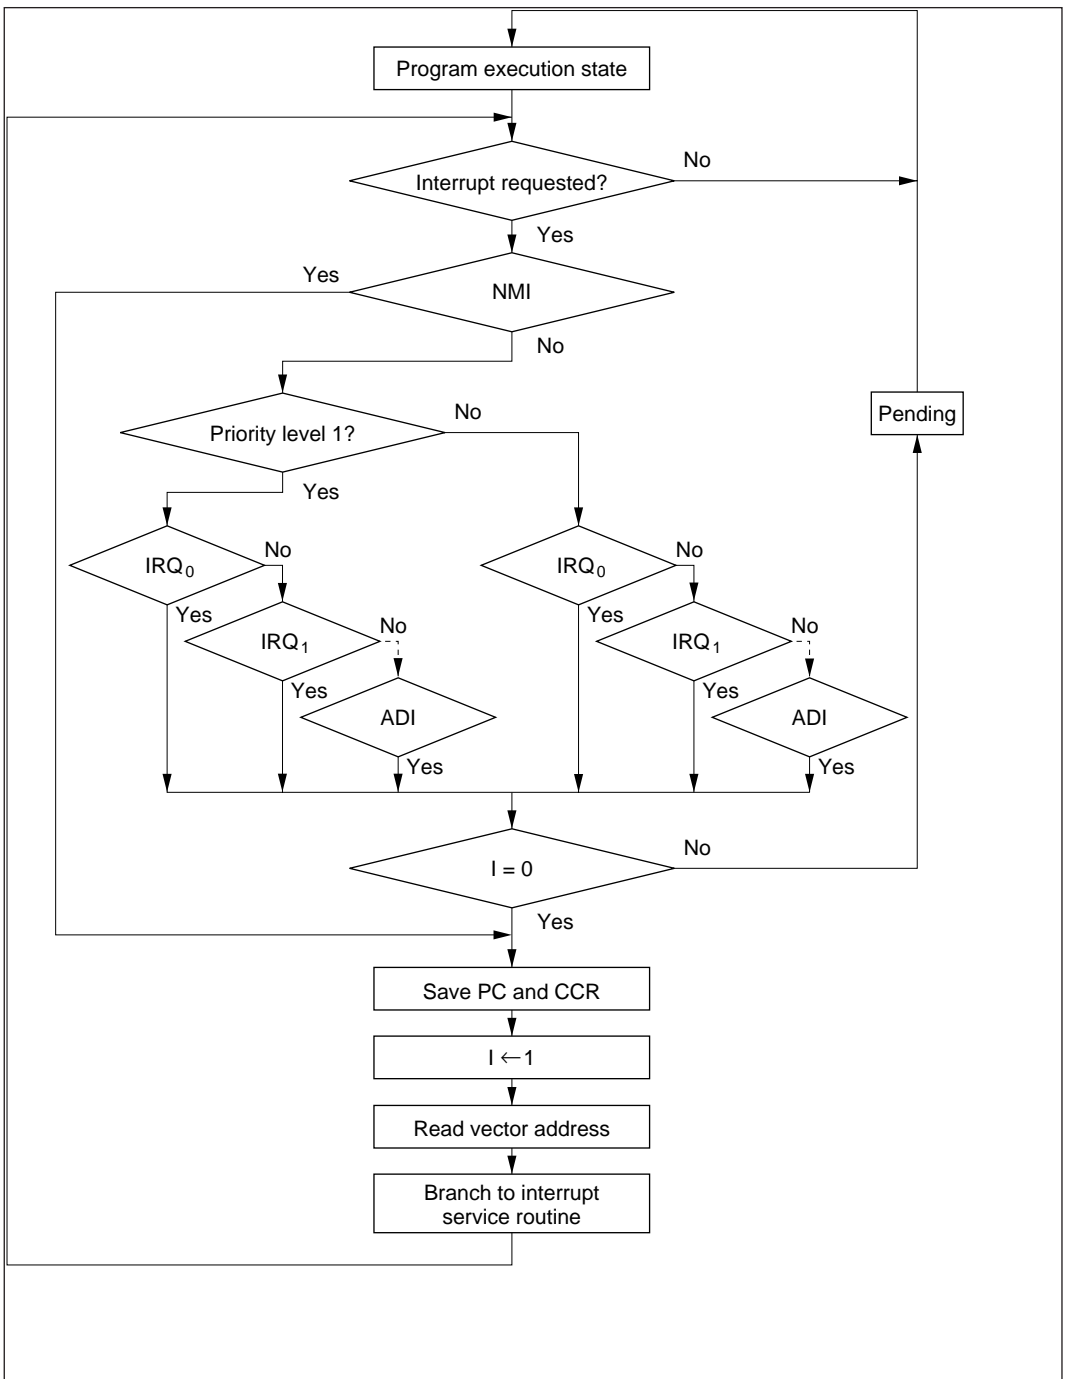 Program execution state
No
Interrupt requested?
Yes
Yes
NMI
No
No
Pending
Priority level 1?
Yes
No
No
IRQ0
IRQ0
Yes
No
Yes
No
IRQ1
IRQ1
Yes
Yes
ADI
ADI
Yes
Yes
No
I = 0
Yes
Save PC and CCR
I ←1
Read vector address
Branch to interrupt
service routine